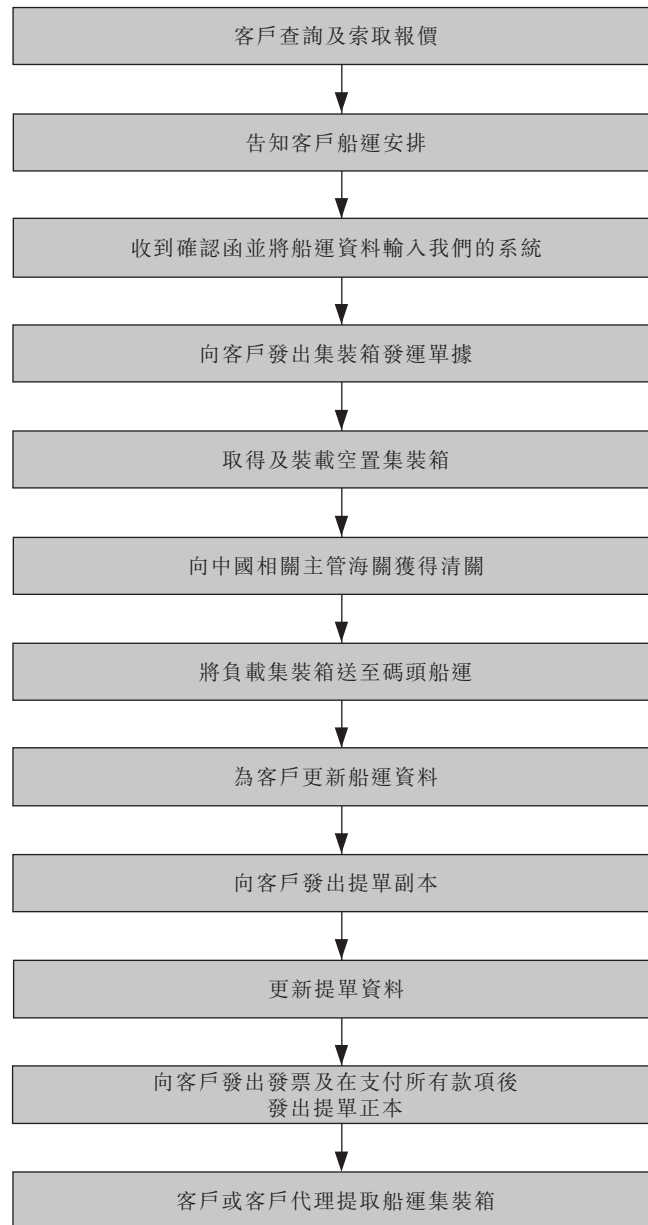 客戶查詢及索取報價
告知客戶船運安排
收到確認函並將船運資料輸入我們的系統
向客戶發出集裝箱發運單據
取得及裝載空置集裝箱
向中國相關主管海關獲得清關
將負載集裝箱送至碼頭船運
為客戶更新船運資料
向客戶發出提單副本
更新提單資料
向客戶發出發票及在支付所有款項後
發出提單正本
客戶或客戶代理提取船運集裝箱